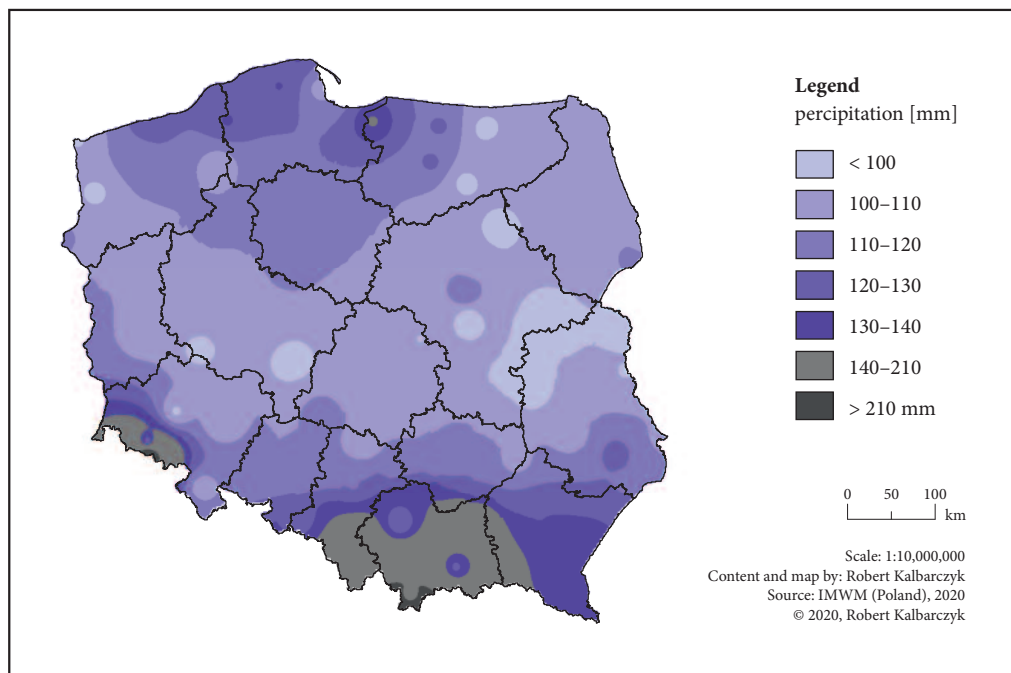 Legend
percipitation [mm]
< 100
100–110
110–120
120–130
130–140
140–210
> 210 mm
0 50 100
km
Scale: 1:10,000,000
Content and map by: Robert Kalbarczyk
Source: IMWM (Poland), 2020
© 2020, Robert Kalbarczyk